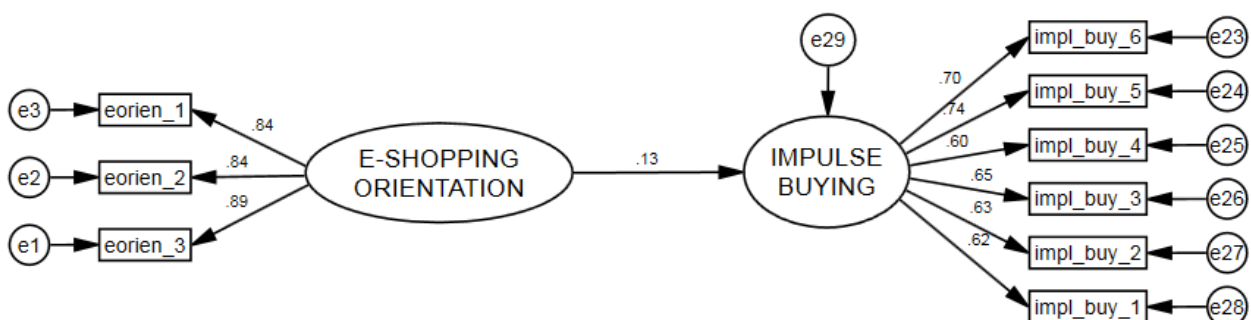 e3
eorien_1
.84
e2
eorien_2
.84
e1
eorien_3
.89
E-SHOPPING
ORIENTATION
.13
e29
IMPULSE
BUYING
.70
impl_buy_6
e23
.74
impl_buy_5
e24
.60
impl_buy_4
e25
.65
impl_buy_3
e26
.63
impl_buy_2
e27
.62
impl_buy_1
e28